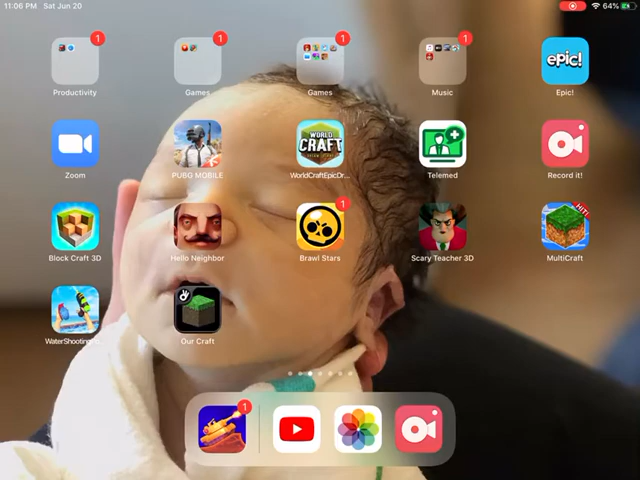 11:06 PM Sat Jun 20
64%
1
1
1
1
epic!
Productivity
Games
Games
Music
Epic!
WORLD
CRAFT
Zoom
PUBG MOBILE
WorldCraftEpicDr...
Telemed
Record it!
1
HIT!
Block Craft 3D
Hello Neighbor
Brawl Stars
Scary Teacher 3D
MultiCraft
Our Craft
1